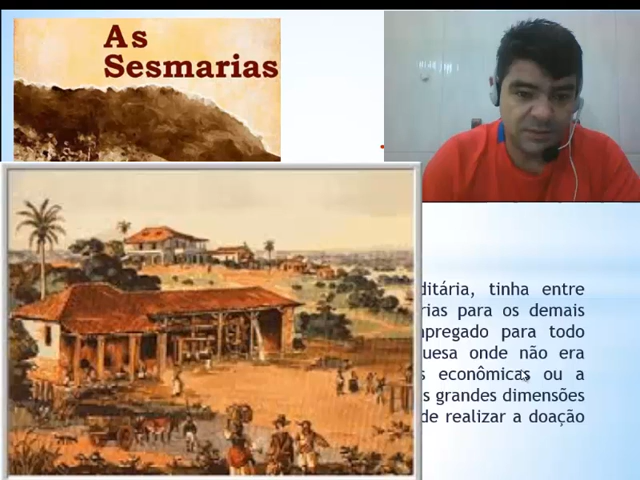 As
Sesmarias
ditária, tinha entre
rias para os demais
mpregado para todo
uesa onde não era
s econômicas ou a
s grandes dimensões
de realizar a doação